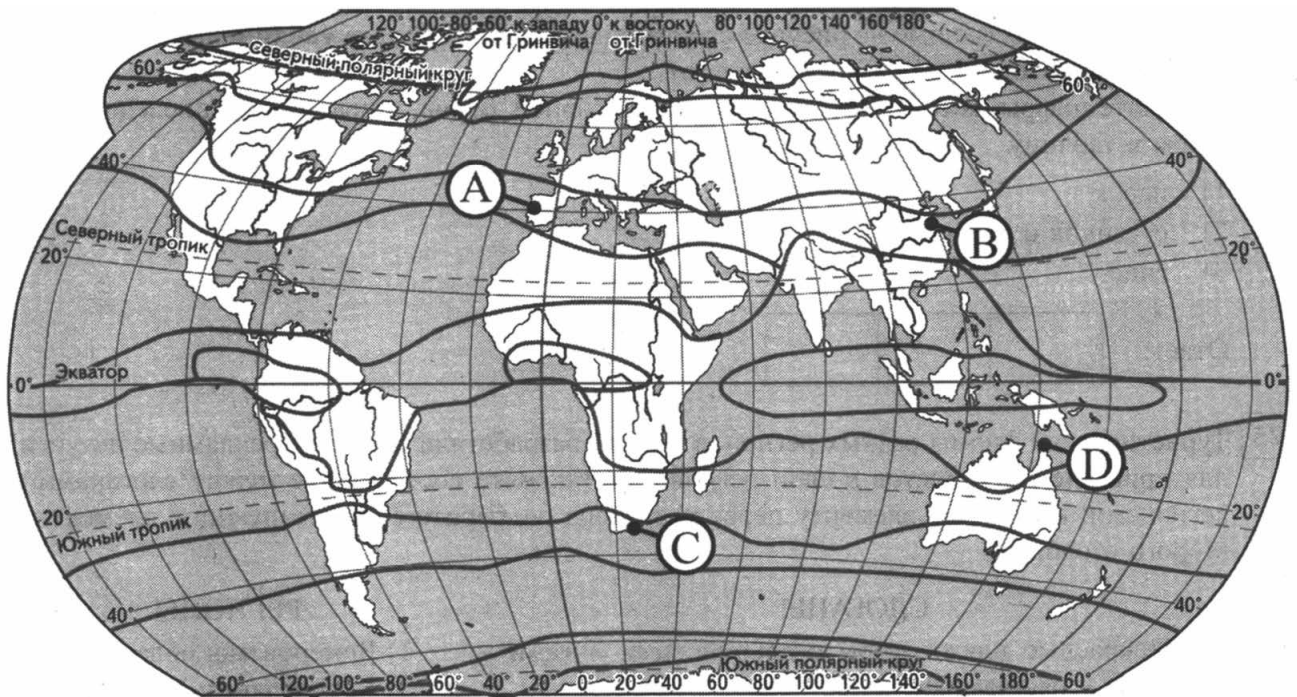 120° 100° 80° 60° к западу 0° к востоку 80° 100° 120° 140° 160° 180°
от Гринвича от Гринвича
Северный полярный круг
60° 60°
40° 40°
A
B
Северный тропик
20° 20°
Экватор
0° 0°
D
20° 20°
Южный тропик
C
40° 40°
Южный полярный круг
60° 120° 100° 80° 60° 40° 20° 0° 20° 40° 60° 80° 100° 120° 140° 160° 180° 60°